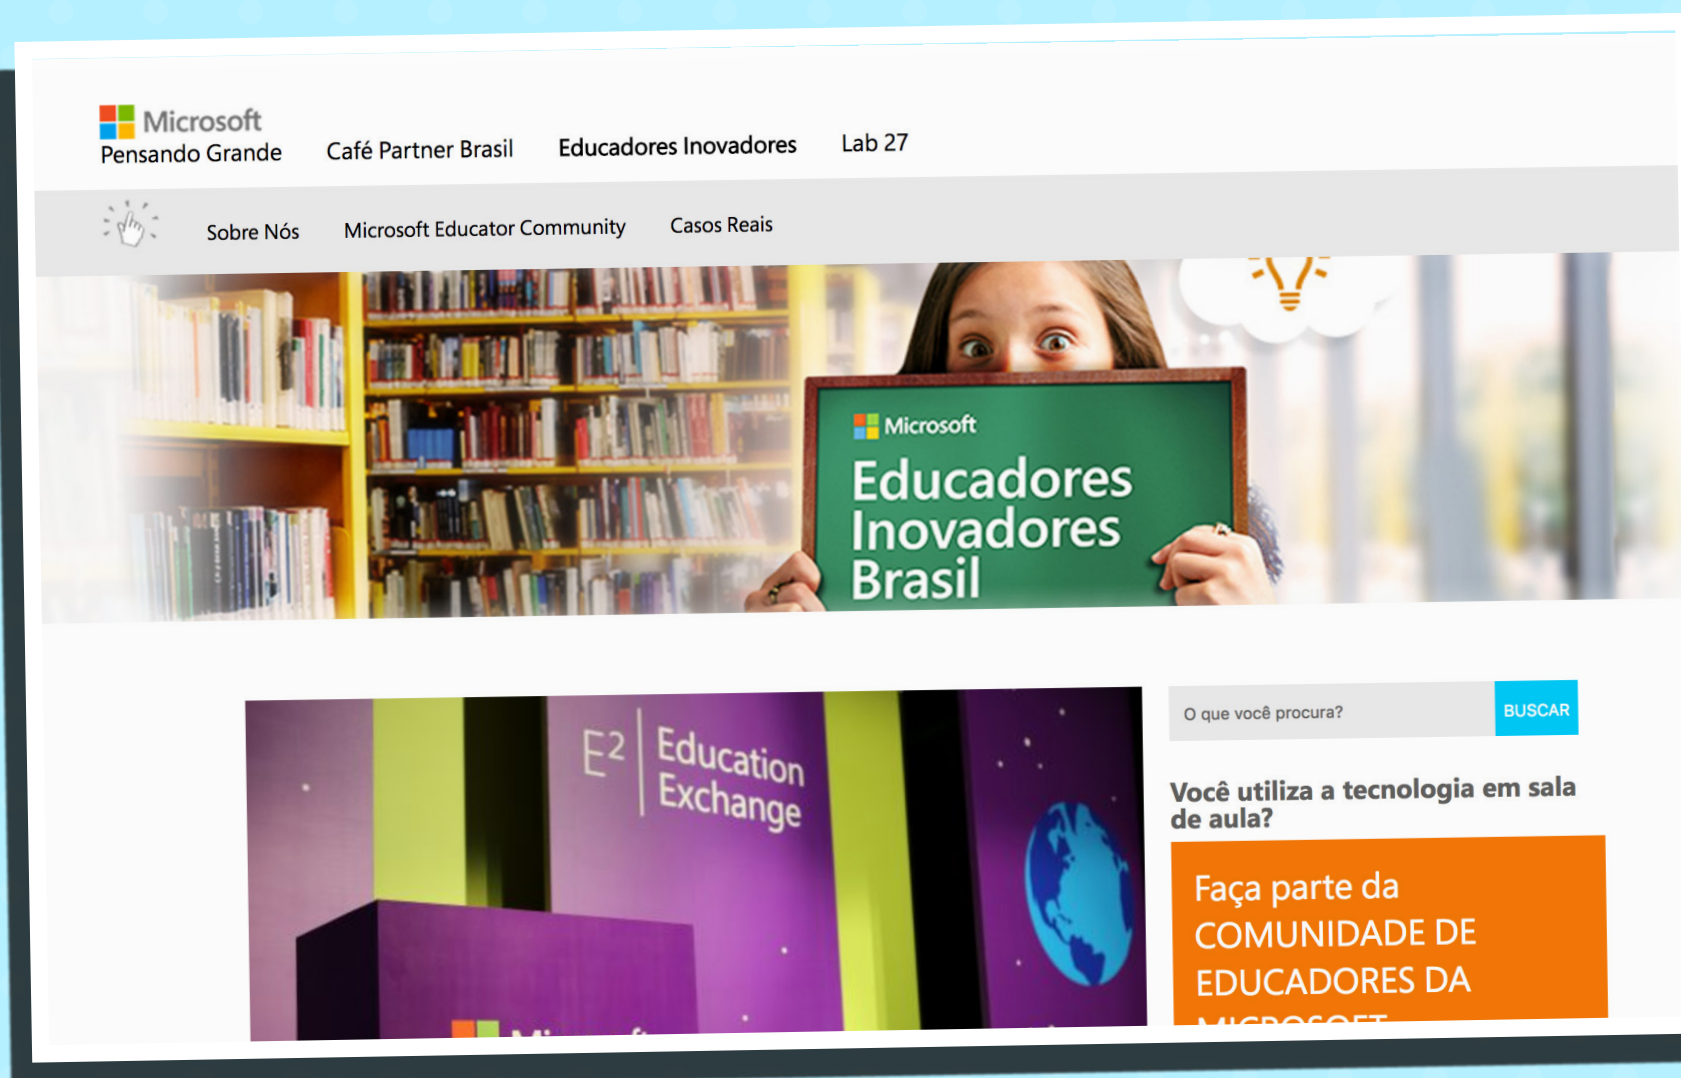 Microsoft
Pensando Grande
Café Partner Brasil
Educadores Inovadores
Lab 27
Sobre Nós
Microsoft Educator Community
Casos Reais
Microsoft
Educadores
Inovadores
Brasil
E2 Education
Exchange
Microsoft
O que você procura?
BUSCAR
Você utiliza a tecnologia em sala
de aula?
Faça parte da
COMUNIDADE DE
EDUCADORES DA
MICROSOFT